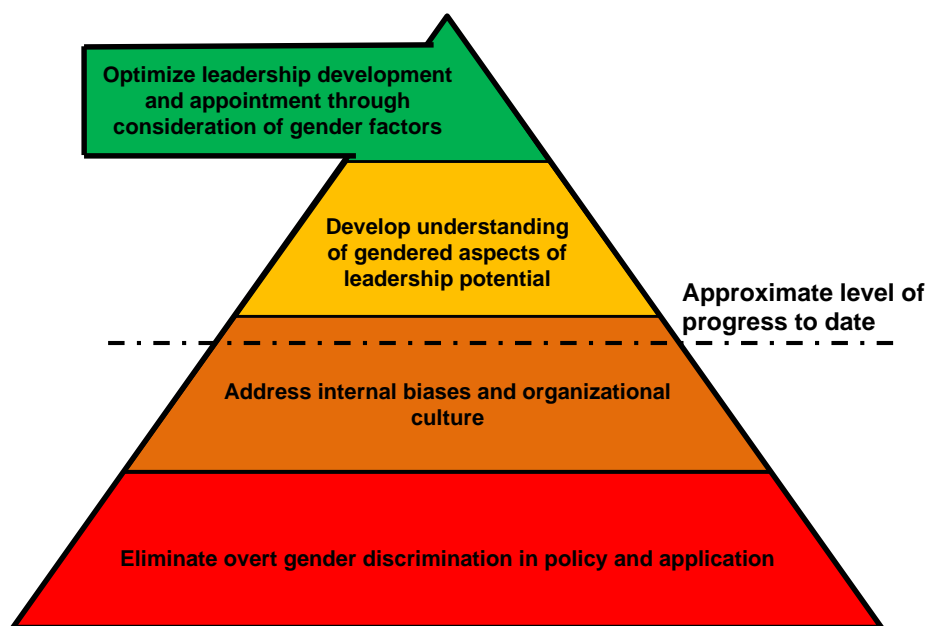 Optimize leadership development
and appointment through
consideration of gender factors
Develop understanding
of gendered aspects of
leadership potential
Approximate level of
progress to date
Address internal biases and organizational
culture
Eliminate overt gender discrimination in policy and application